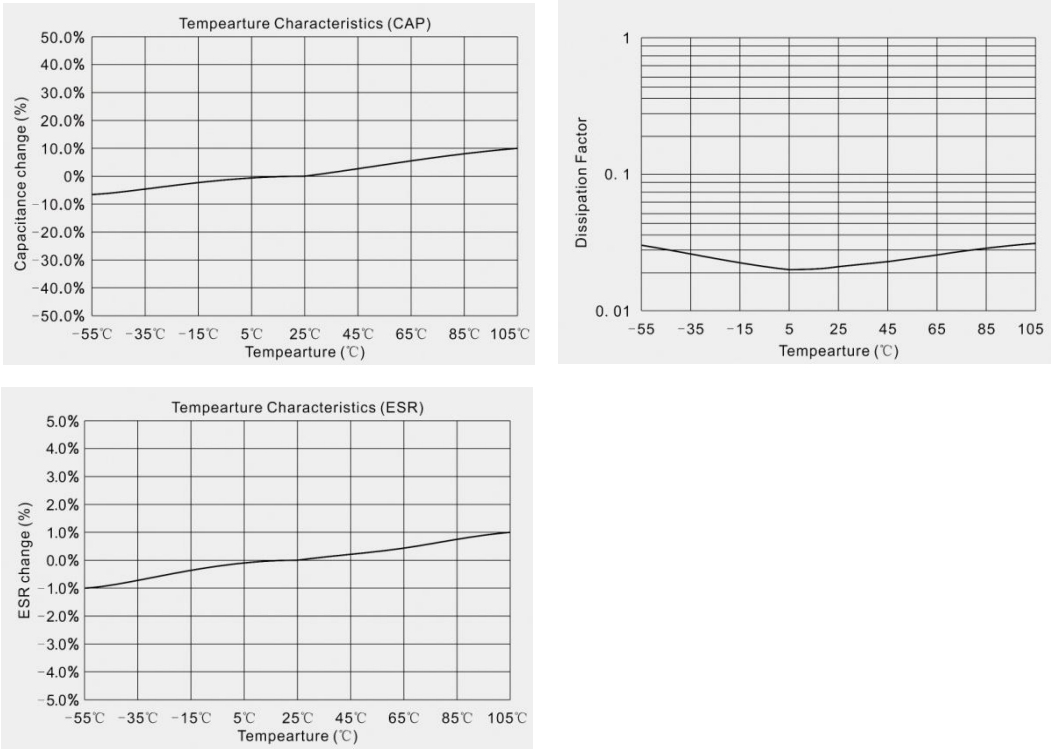 Tempearture Characteristics (CAP)
Capacitance change (%)
50.0%
40.0%
30.0%
20.0%
10.0%
0%
-10.0%
-20.0%
-30.0%
-40.0%
-50.0%
-55℃ -35℃ -15℃ 5℃ 25℃ 45℃ 65℃ 85℃ 105℃
Tempearture (℃)
Dissipation Factor
1
0.1
0.01
-55 -35 -15 5 25 45 65 85 105
Tempearture (℃)
Tempearture Characteristics (ESR)
ESR change (%)
5.0%
4.0%
3.0%
2.0%
1.0%
0.0%
-1.0%
-2.0%
-3.0%
-4.0%
-5.0%
-55℃ -35℃ -15℃ 5℃ 25℃ 45℃ 65℃ 85℃ 105℃
Tempearture (℃)